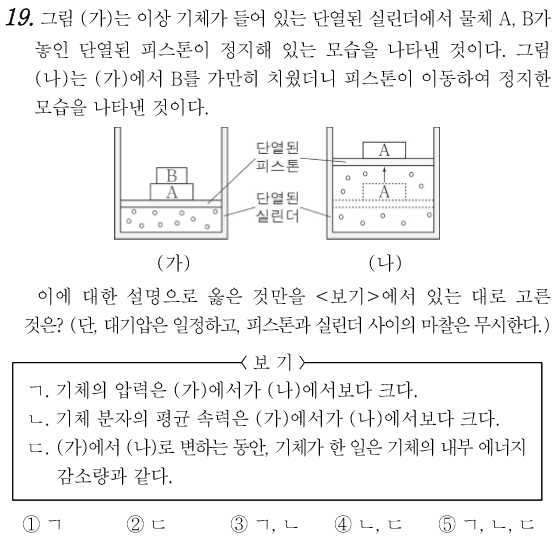 19. 그림 (가)는 이상 기체가 들어 있는 단열된 실린더에서 물체 A, B가
놓인 단열된 피스톤이 정지해 있는 모습을 나타낸 것이다. 그림
(나)는 (가)에서 B를 가만히 치웠더니 피스톤이 이동하여 정지한
모습을 나타낸 것이다.
B
A
단열된
피스톤
단열된
실린더
A
A
(가)
(나)
이에 대한 설명으로 옳은 것만을 <보기>에서 있는 대로 고른
것은? (단, 대기압은 일정하고, 피스톤과 실린더 사이의 마찰은 무시한다.)
<보 기>
ㄱ. 기체의 압력은 (가)에서가 (나)에서보다 크다.
ㄴ. 기체 분자의 평균 속력은 (가)에서가 (나)에서보다 크다.
ㄷ. (가)에서 (나)로 변하는 동안, 기체가 한 일은 기체의 내부 에너지
감소량과 같다.
① ㄱ ② ㄷ ③ ㄱ, ㄴ ④ ㄴ, ㄷ ⑤ ㄱ, ㄴ, ㄷ